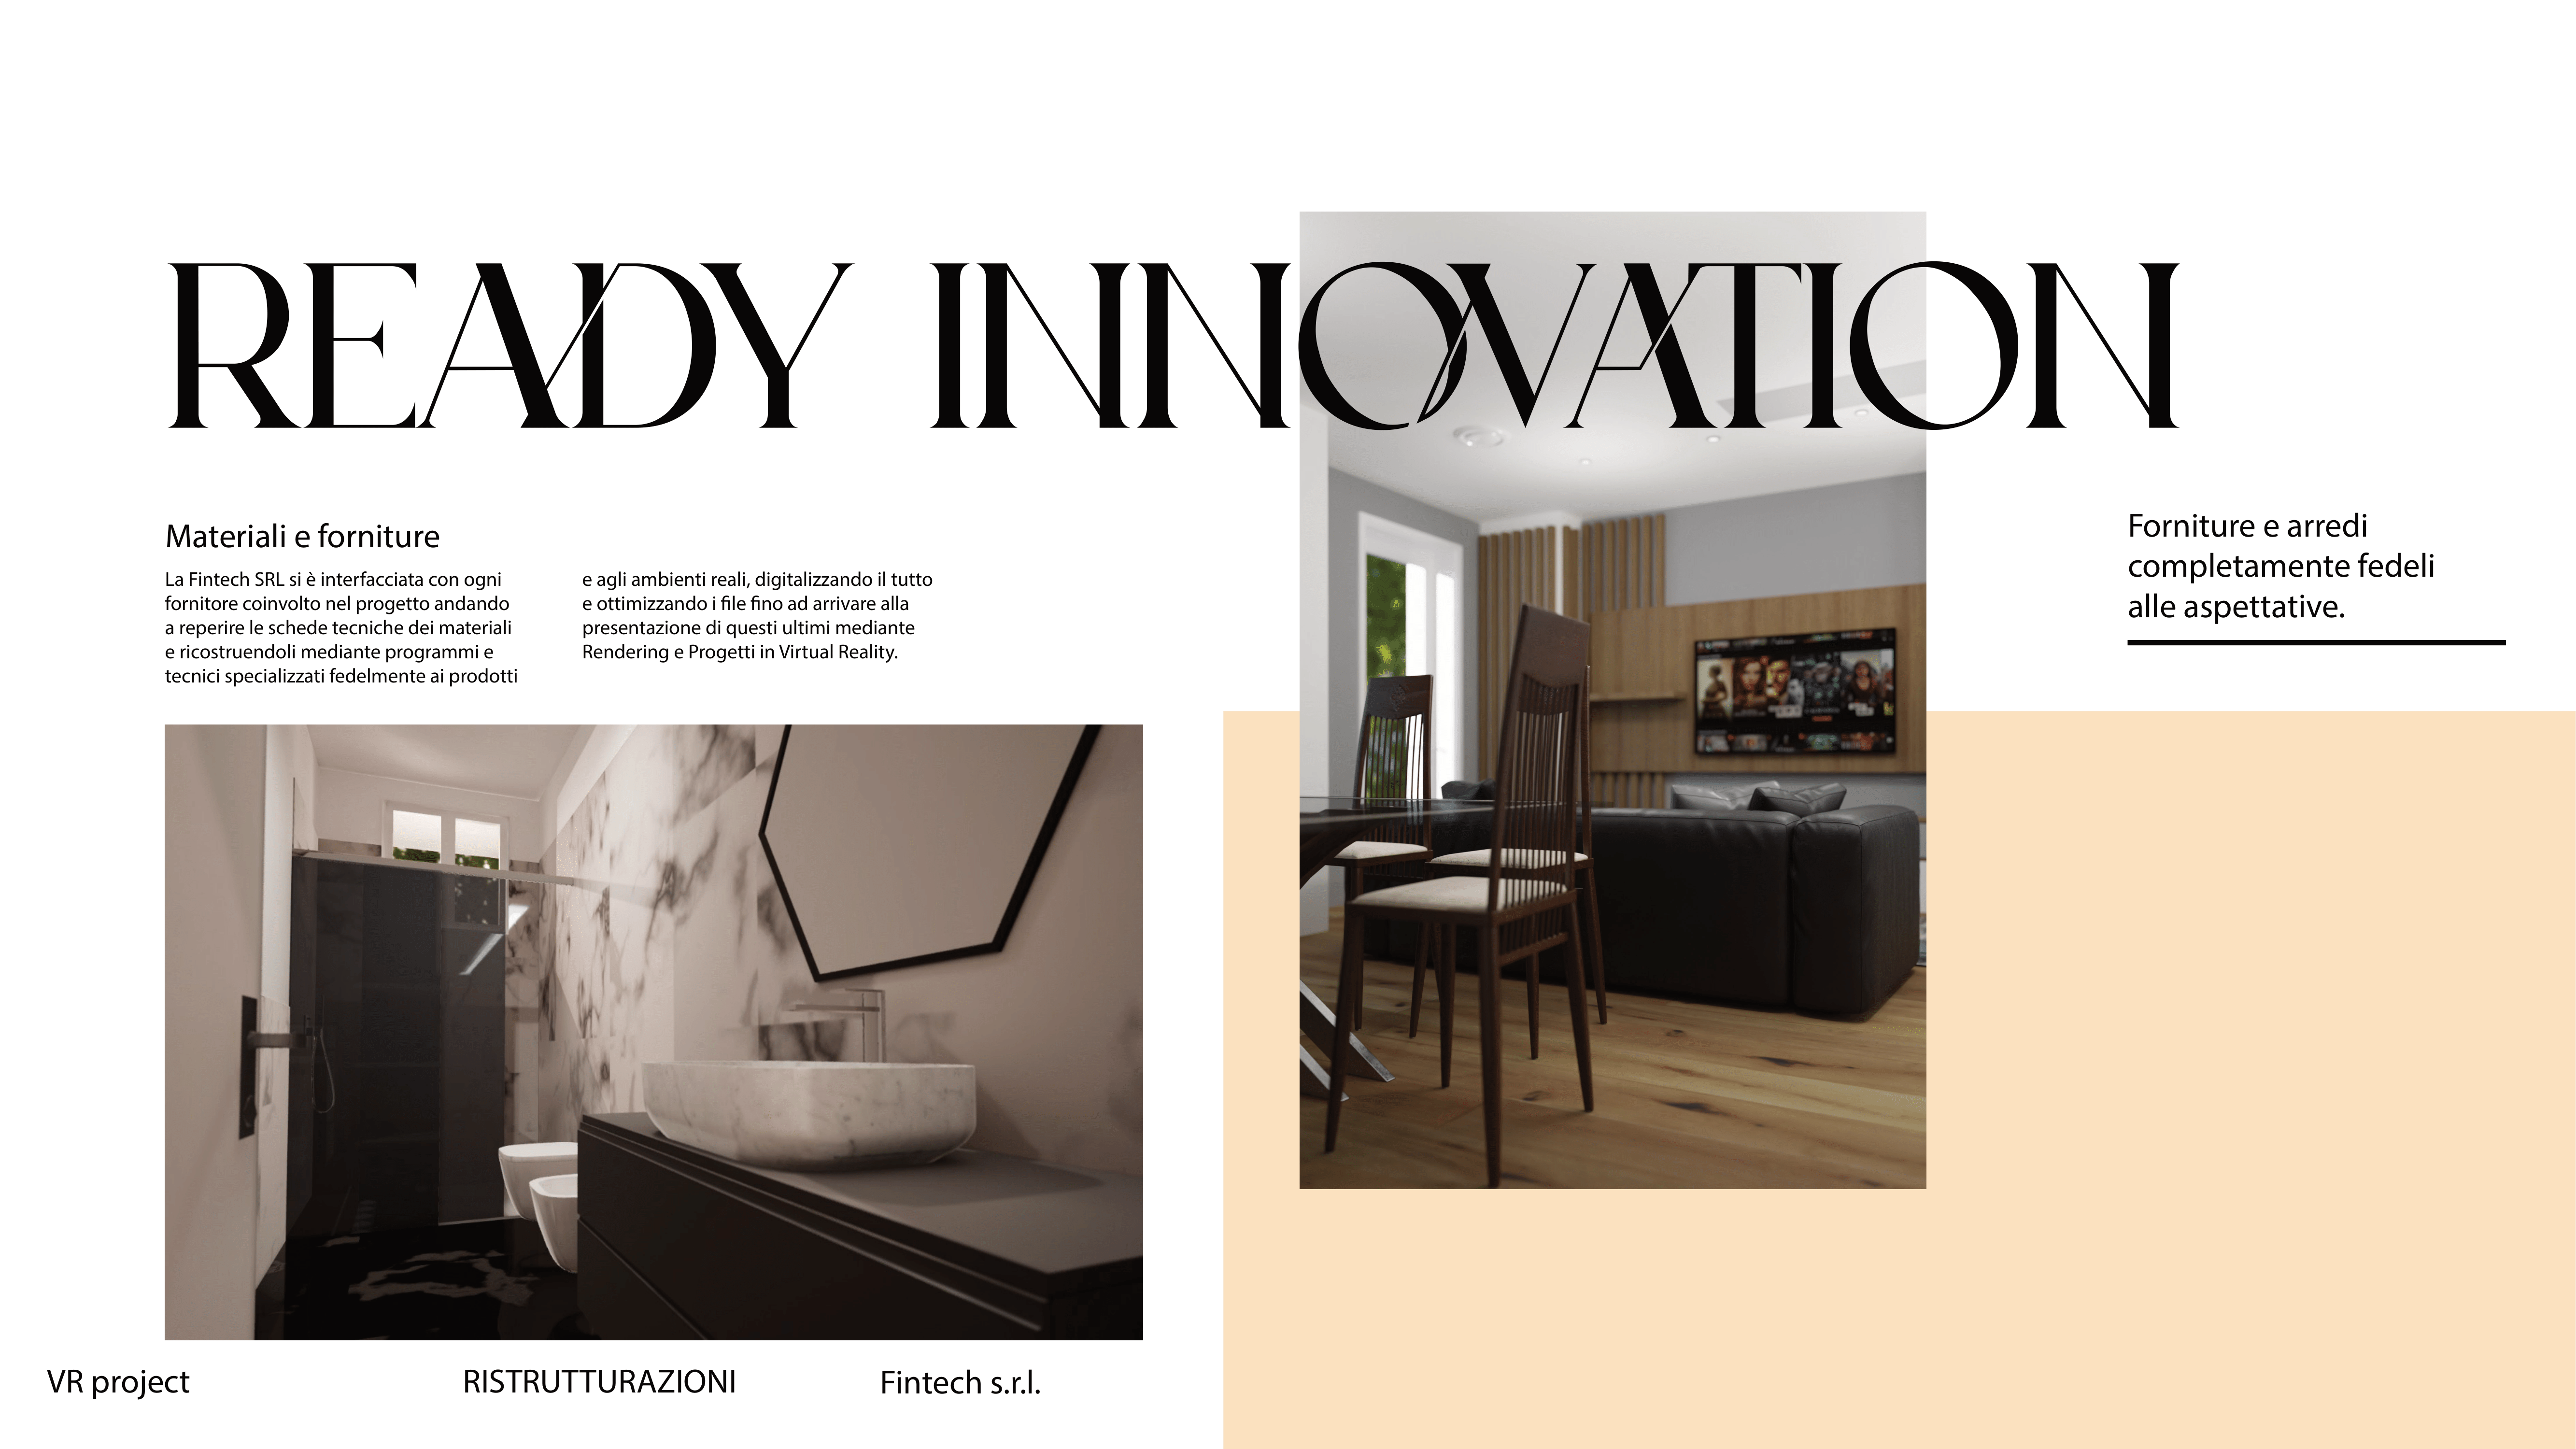 READY INNOVATION
Materiali e forniture
La Fintech SRL si è interfacciata con ogni
fornitore coinvolto nel progetto andando
a reperire le schede tecniche dei materiali
e ricostruendoli mediante programmi e
tecnici specializzati fedelmente ai prodotti
e agli ambienti reali, digitalizzando il tutto
e ottimizzando i file fino ad arrivare alla
presentazione di questi ultimi mediante
Rendering e Progetti in Virtual Reality.
Forniture e arredi
completamente fedeli
alle aspettative.
VR project
RISTRUTTURAZIONI
Fintech s.r.l.